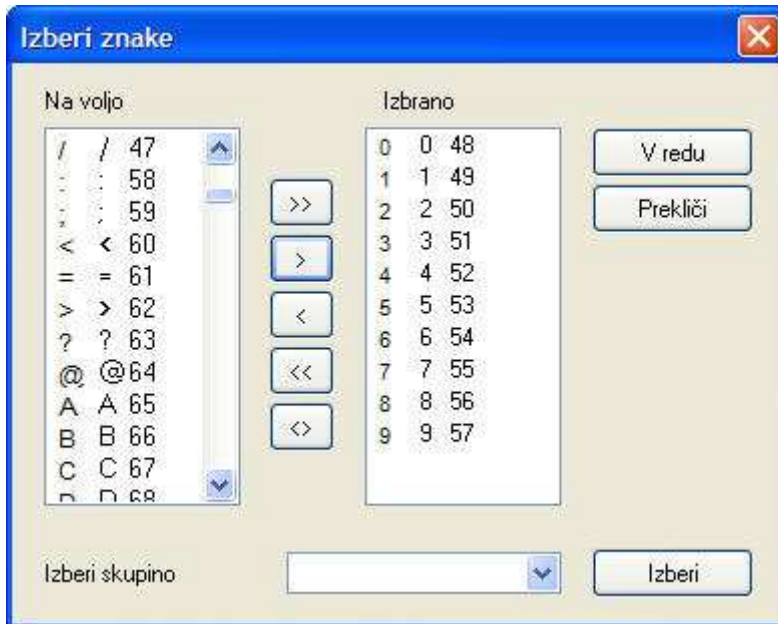 Izberi znake
Na voljo
/ / 47
: : 58
; ; 59
< < 60
= = 61
> > 62
? ? 63
@ @ 64
A A 65
B B 66
C C 67
D D 68
>>
>
<
<<
<>
Izbrano
0 0 48
1 1 49
2 2 50
3 3 51
4 4 52
5 5 53
6 6 54
7 7 55
8 8 56
9 9 57
V redu
Prekliči
Izberi skupino
Izberi